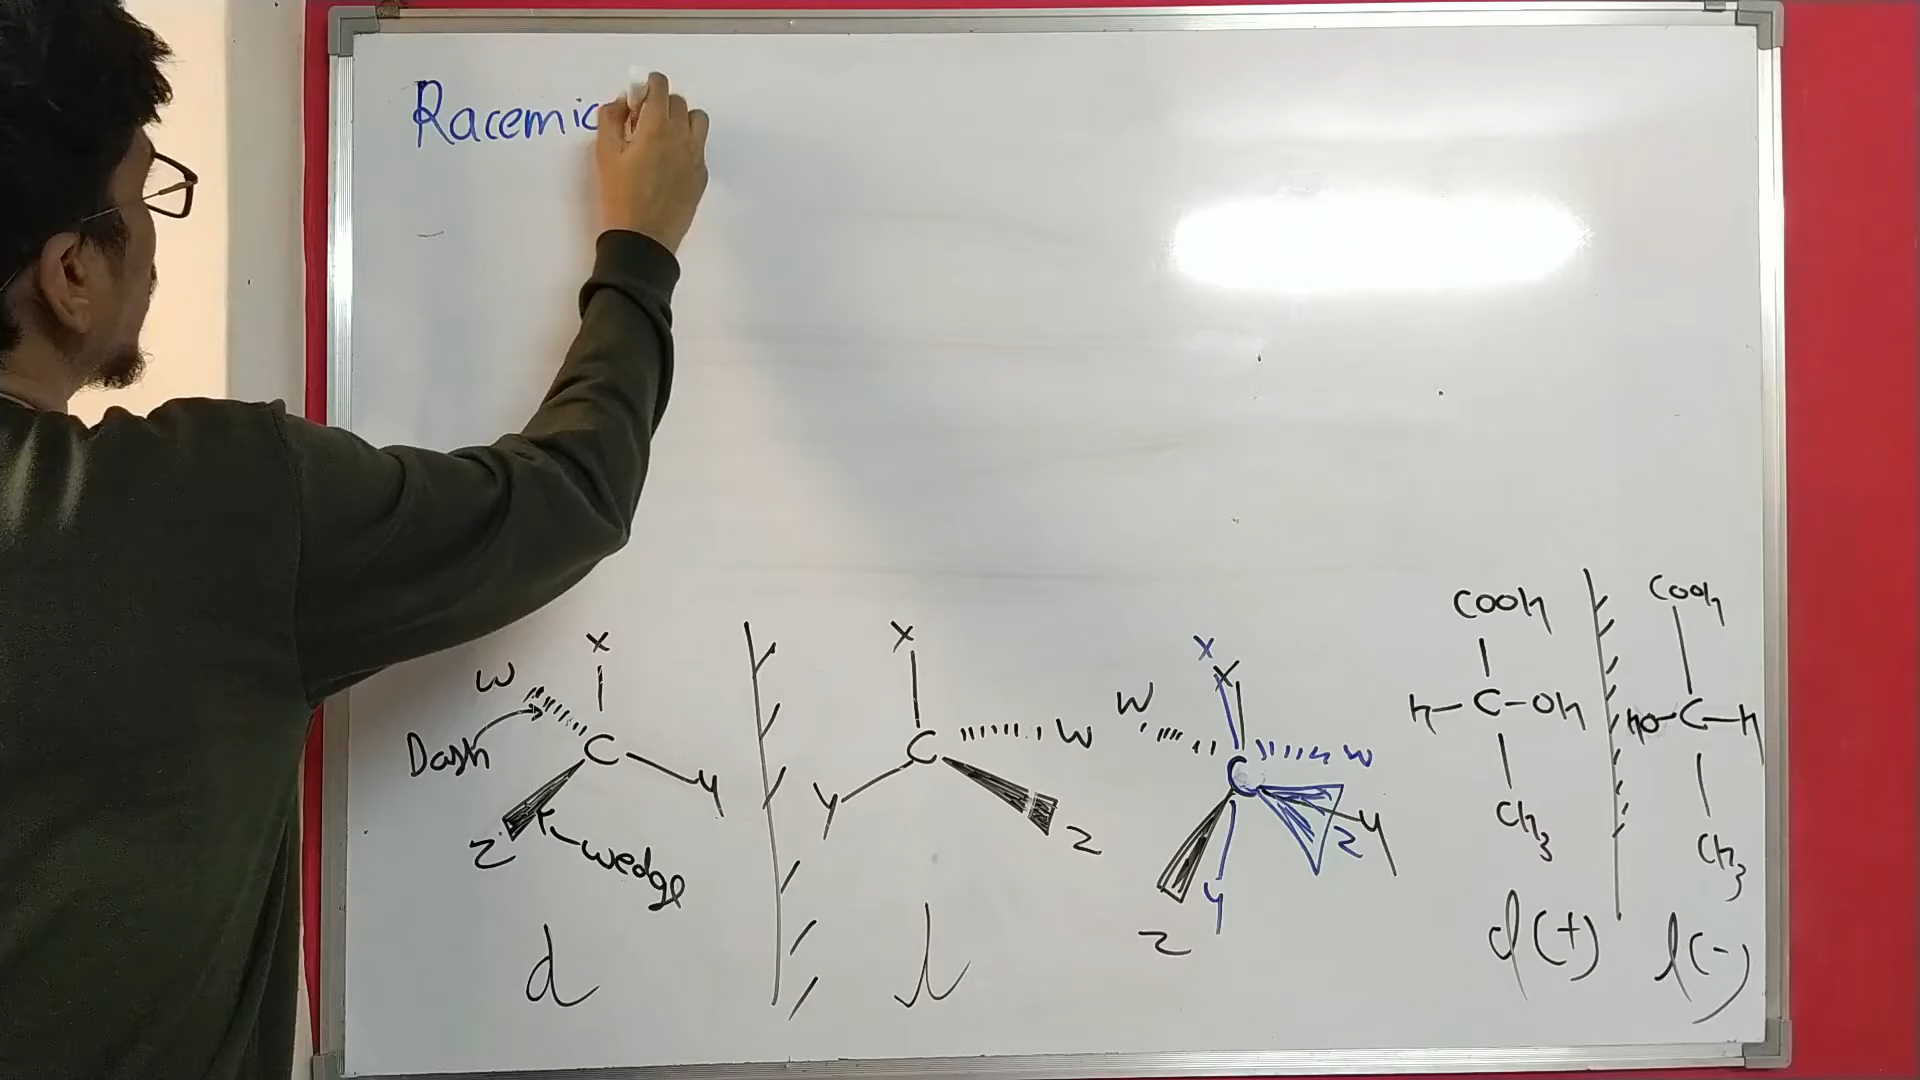 Racemic
X
W
Dash
C
Y
Z
wedge
d
X
C
W
Y
Z
l
X
X
W
W
C
Y
Z
Y
Z
COOH
H-C-OH
CH3
d(+)
COOH
HO-C-H
CH3
l(-)